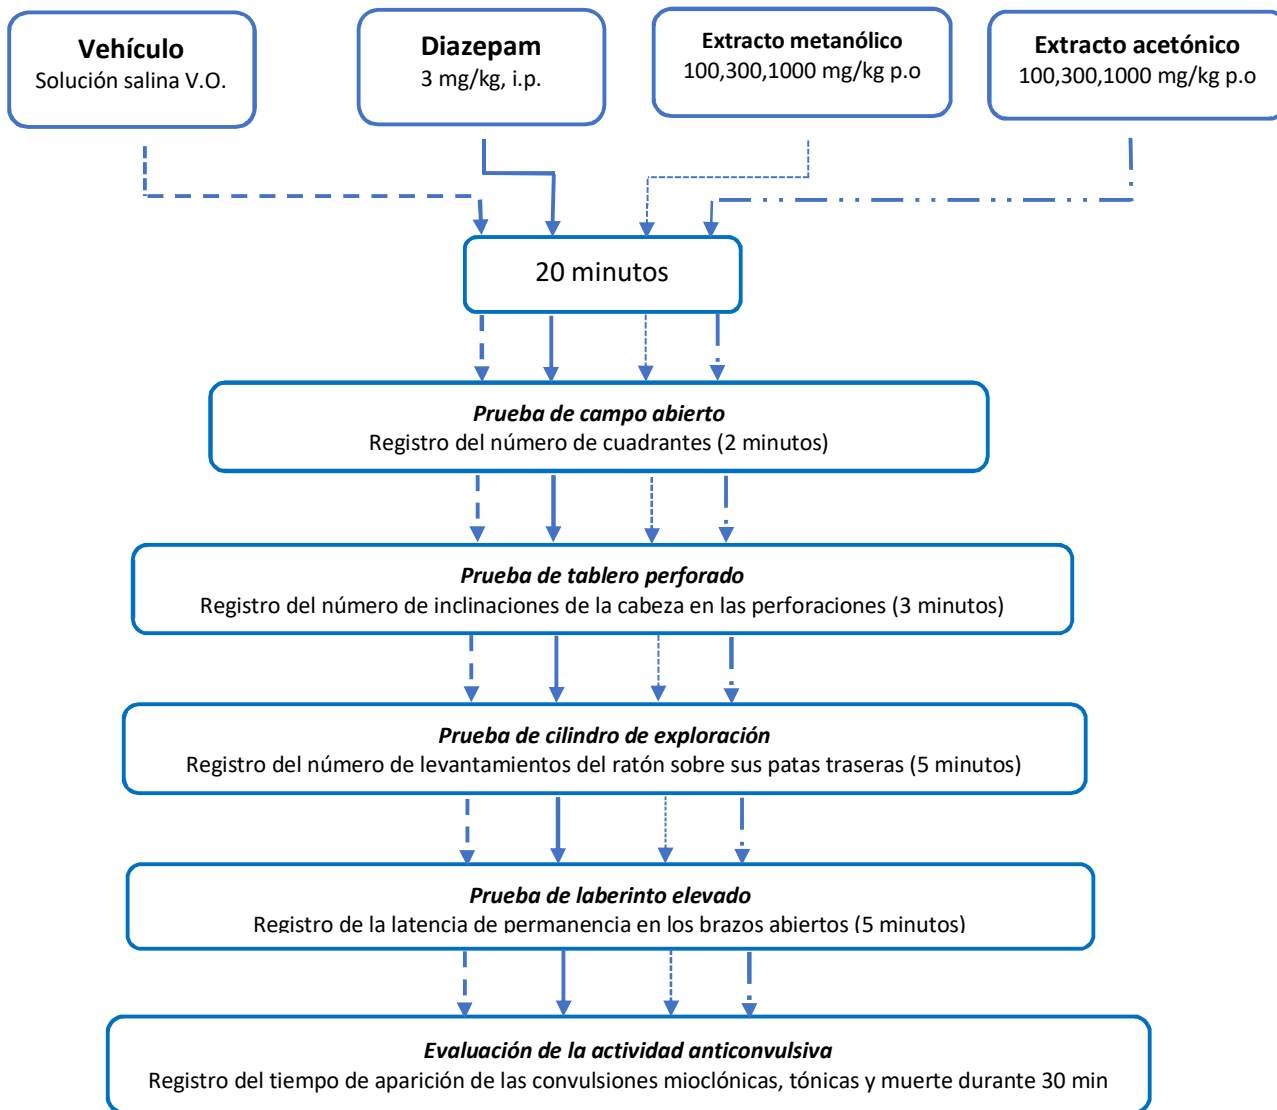 Vehículo
Solución salina V.O.
Diazepam
3 mg/kg, i.p.
Extracto metanólico
100,300,1000 mg/kg p.o
Extracto acetónico
100,300,1000 mg/kg p.o
20 minutos
Prueba de campo abierto
Registro del número de cuadrantes (2 minutos)
Prueba de tablero perforado
Registro del número de inclinaciones de la cabeza en las perforaciones (3 minutos)
Prueba de cilindro de exploración
Registro del número de levantamientos del ratón sobre sus patas traseras (5 minutos)
Prueba de laberinto elevado
Registro de la latencia de permanencia en los brazos abiertos (5 minutos)
Evaluación de la actividad anticonvulsiva
Registro del tiempo de aparición de las convulsiones mioclónicas, tónicas y muerte durante 30 min